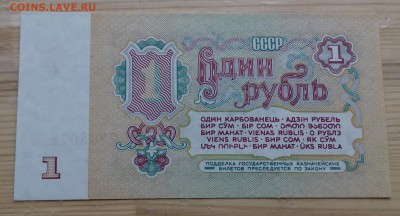 COINS.LAVE.RU
СССР
1
1
Один
рубль
ОДИН КАРБОВАНЕЦЬ • АДЗІН РУБЕЛЬ
БИР СЎМ • БІР СОМ • ᲔᲠᲗᲘ ᲛᲐᲜᲔᲗᲘ
БИР МАНАТ • VIENAS RUBLIS • О РУБЛЭ
VIENS RUBLIS • БИР СОМ • ЯК СӮМ
ՄԵԿ ՌՈՒԲԼԻ • БИР МАНАТ • ÜKS RUBLA
1
ПОДДЕЛКА ГОСУДАРСТВЕННЫХ КАЗНАЧЕЙСКИХ
БИЛЕТОВ ПРЕСЛЕДУЕТСЯ ПО ЗАКОНУ